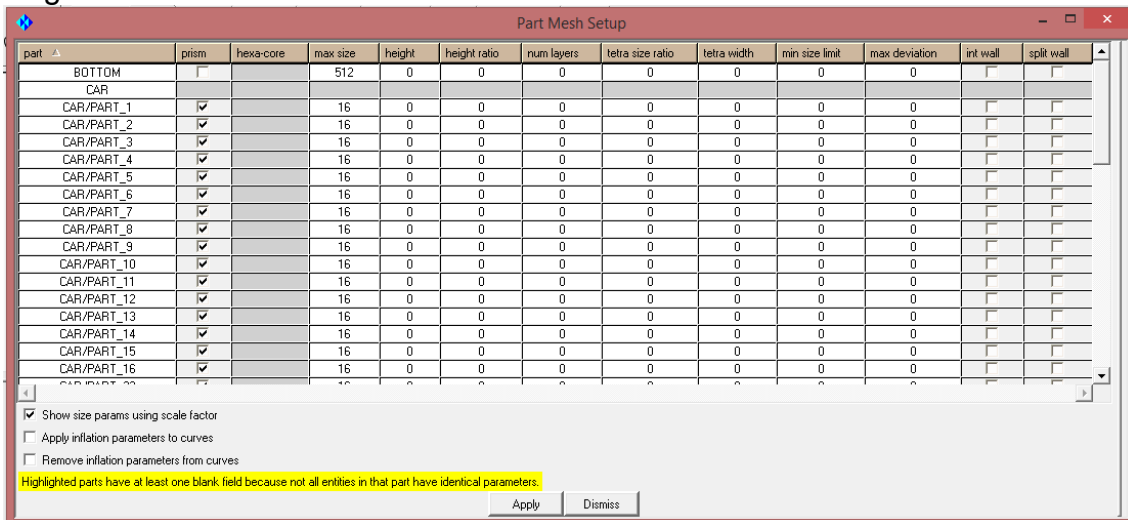 Part Mesh Setup
part prism hexa-core max size height height ratio num layers tetra size ratio tetra width min size limit max deviation int wall split wall
BOTTOM 512 0 0 0 0 0 0 0
CAR
CAR/PART_1 16 0 0 0 0 0 0 0
CAR/PART_2 16 0 0 0 0 0 0 0
CAR/PART_3 16 0 0 0 0 0 0 0
CAR/PART_4 16 0 0 0 0 0 0 0
CAR/PART_5 16 0 0 0 0 0 0 0
CAR/PART_6 16 0 0 0 0 0 0 0
CAR/PART_7 16 0 0 0 0 0 0 0
CAR/PART_8 16 0 0 0 0 0 0 0
CAR/PART_9 16 0 0 0 0 0 0 0
CAR/PART_10 16 0 0 0 0 0 0 0
CAR/PART_11 16 0 0 0 0 0 0 0
CAR/PART_12 16 0 0 0 0 0 0 0
CAR/PART_13 16 0 0 0 0 0 0 0
CAR/PART_14 16 0 0 0 0 0 0 0
CAR/PART_15 16 0 0 0 0 0 0 0
CAR/PART_16 16 0 0 0 0 0 0 0
Show size params using scale factor
Apply inflation parameters to curves
Remove inflation parameters from curves
Highlighted parts have at least one blank field because not all entities in that part have identical parameters.
Apply Dismiss